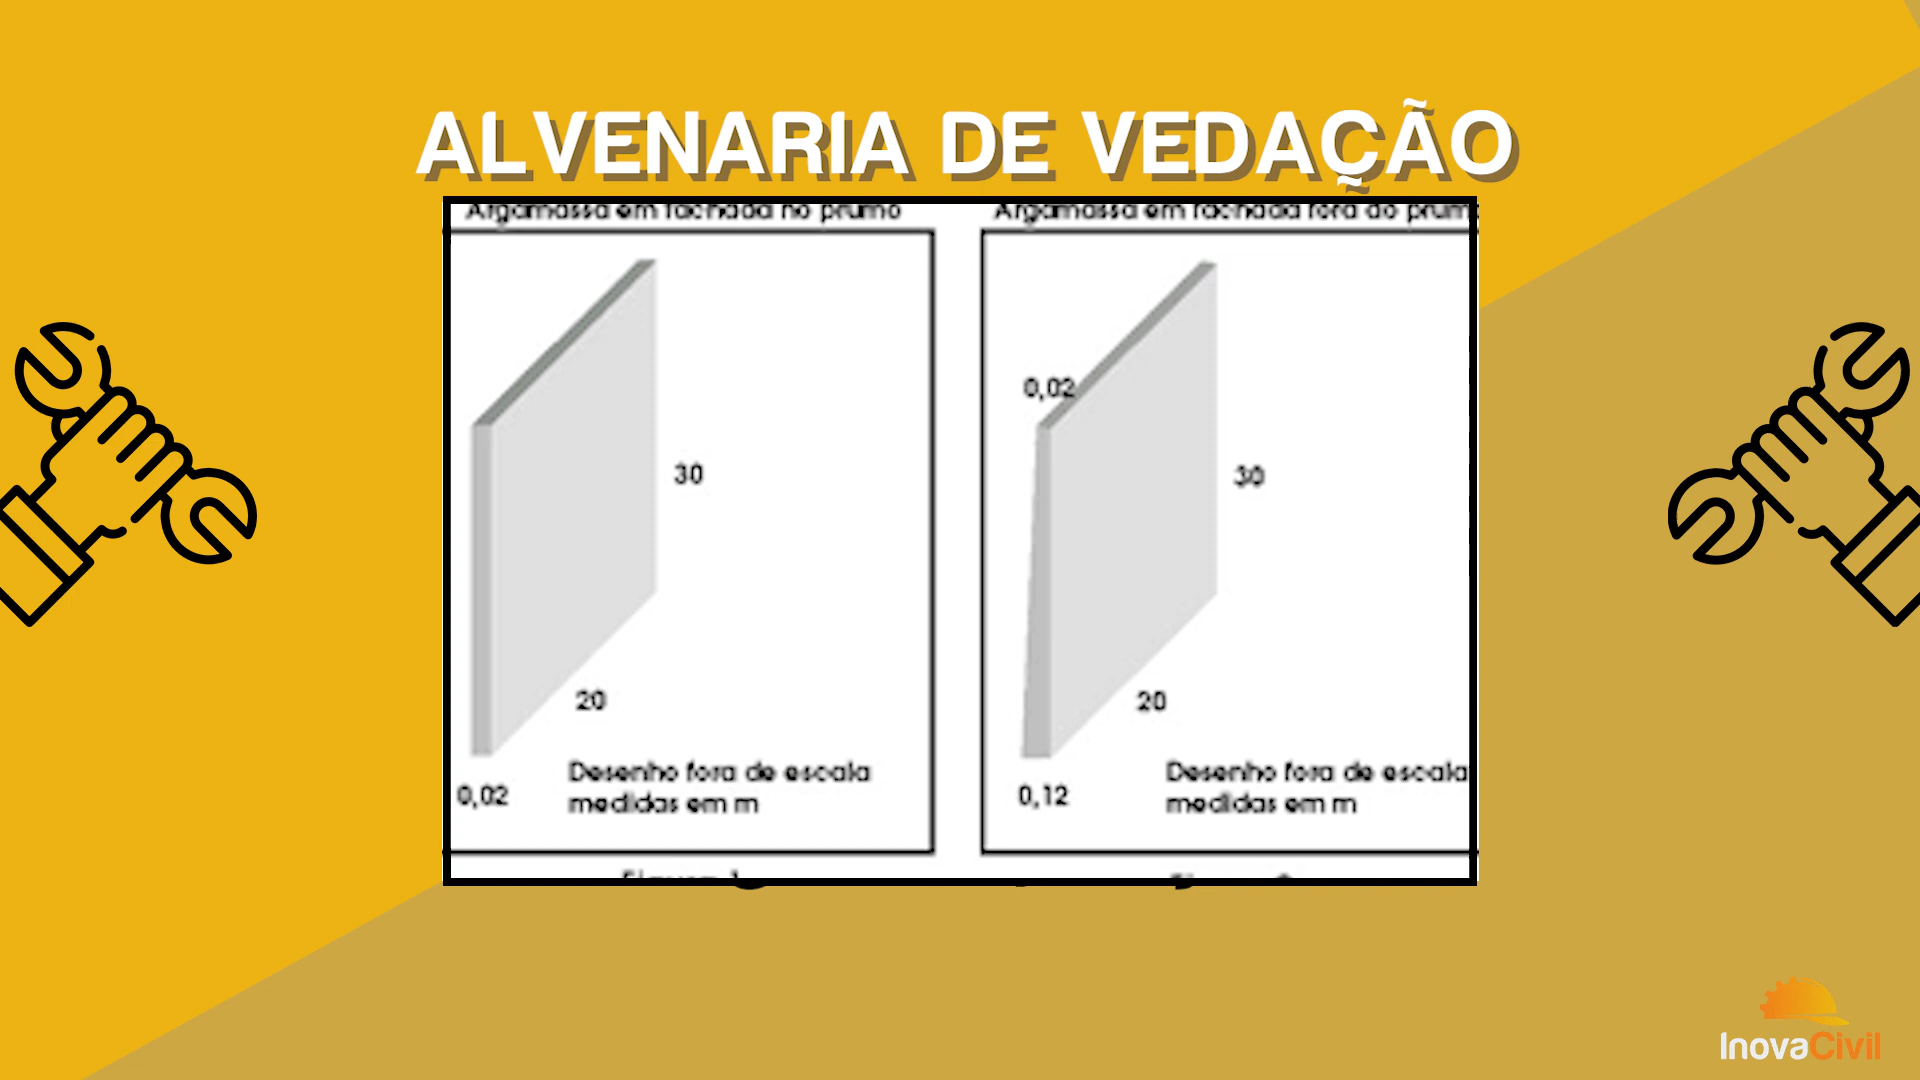 ALVENARIA DE VEDAÇÃO
Argamassa em fachada no prumo
30
20
0,02
Desenho fora de escala
medidas em m
Argamassa em fachada fora do prumo
0,02
30
20
0,12
Desenho fora de escala
medidas em m
InovaCivil